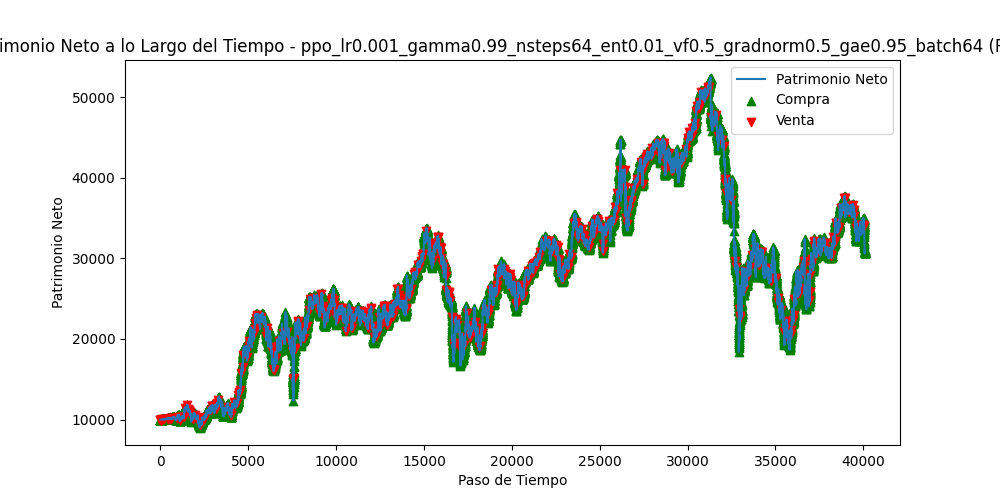 imonio Neto a lo Largo del Tiempo - ppo_lr0.001_gamma0.99_nsteps64_ent0.01_vf0.5_gradnorm0.5_gae0.95_batch64 (F
Patrimonio Neto
Compra
Venta
50000
40000
30000
20000
10000
Patrimonio Neto
0 5000 10000 15000 20000 25000 30000 35000 40000
Paso de Tiempo